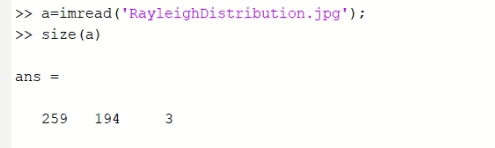 >> a=imread('RayleighDistribution.jpg');
>> size(a)
ans =
259 194 3